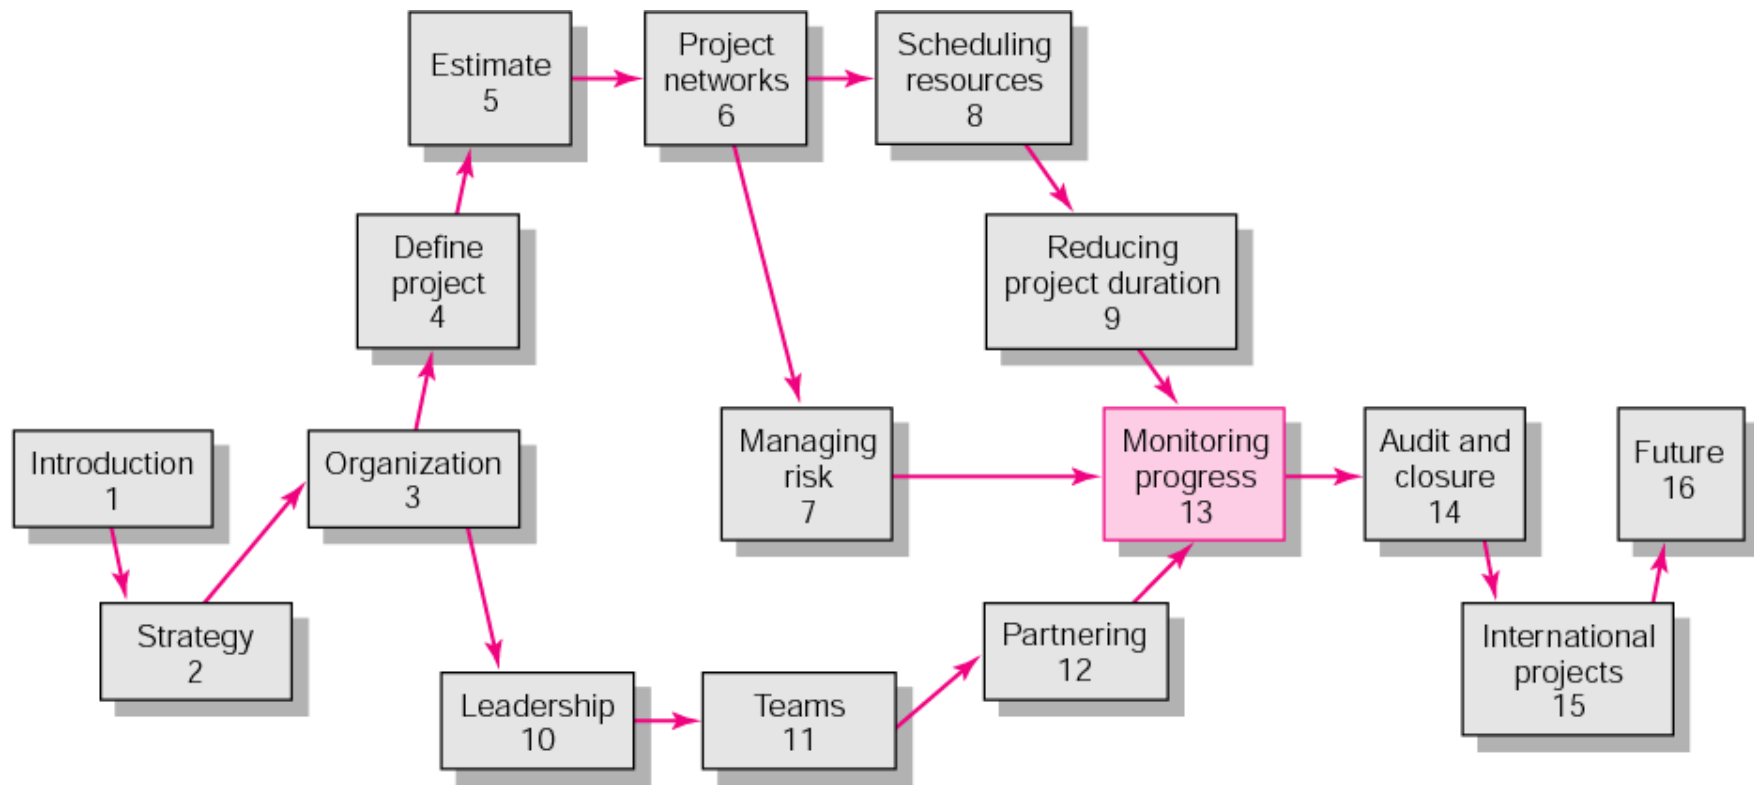 Estimate
5
Project
networks
6
Scheduling
resources
8
Define
project
4
Reducing
project duration
9
Introduction
1
Organization
3
Managing
risk
7
Monitoring
progress
13
Audit and
closure
14
Future
16
Strategy
2
Leadership
10
Teams
11
Partnering
12
International
projects
15